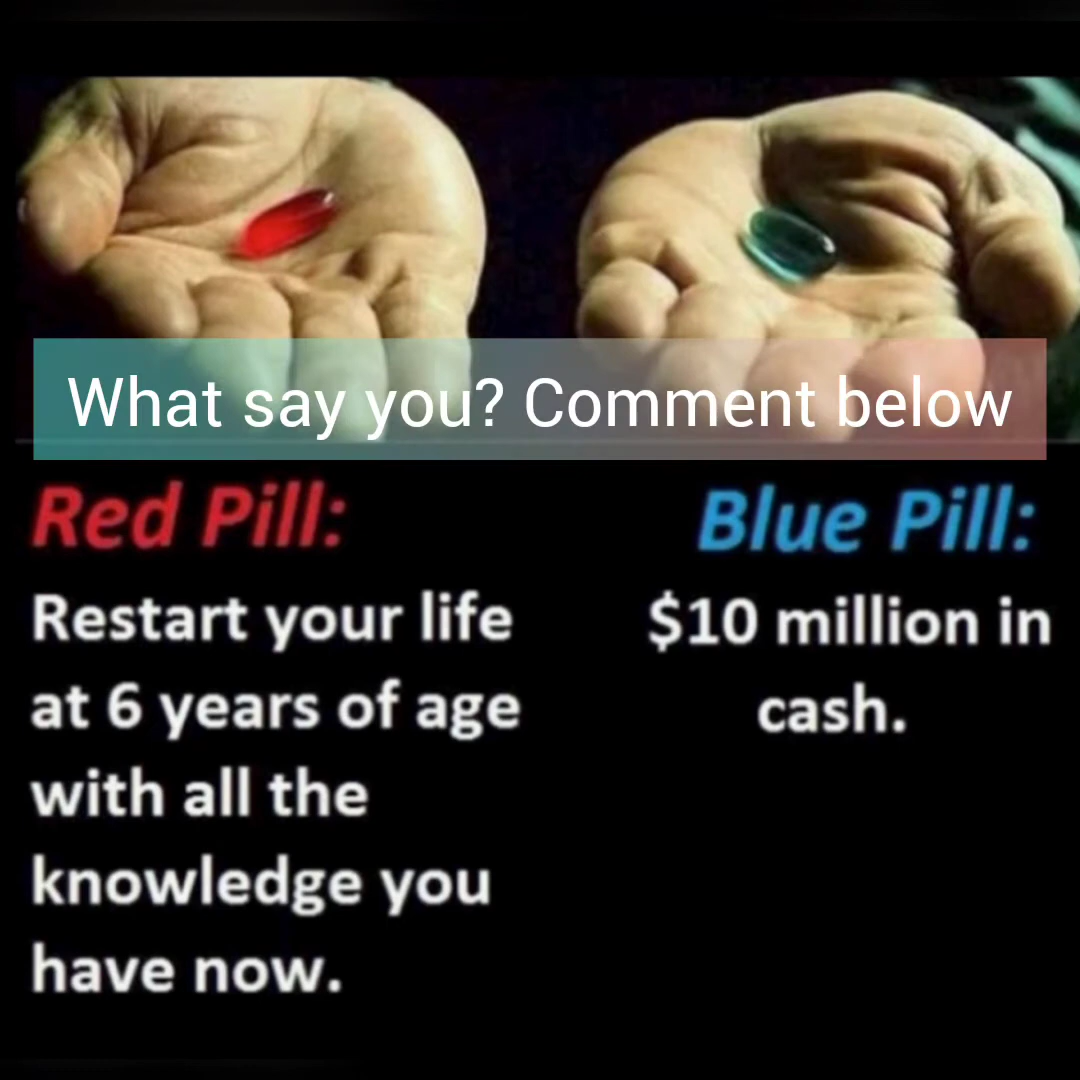 What say you? Comment below
Red Pill:
Restart your life
at 6 years of age
with all the
knowledge you
have now.
Blue Pill:
$10 million in
cash.